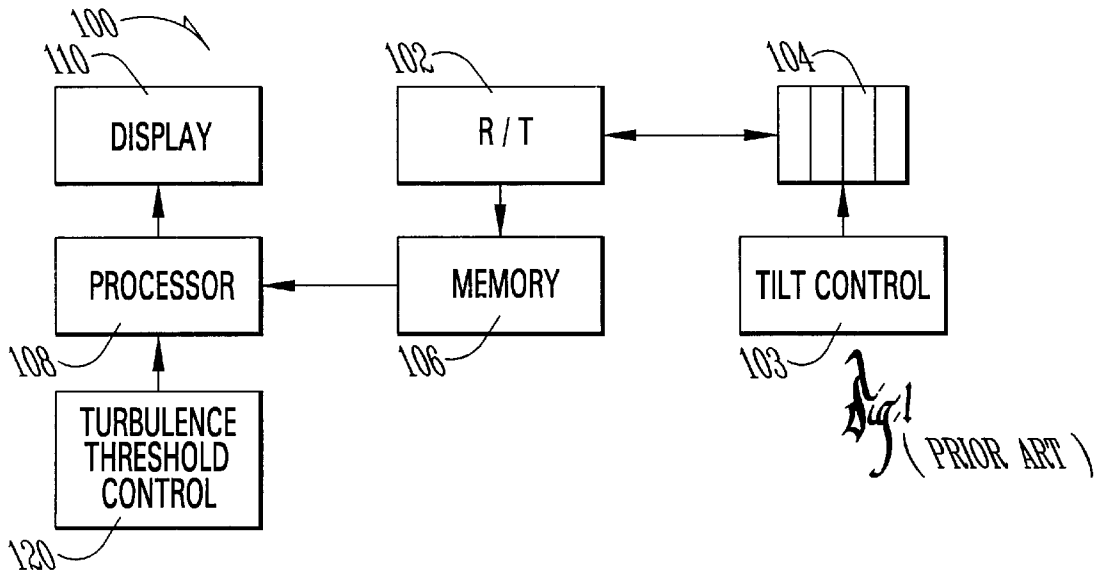 100
110
102
104
DISPLAY
R / T
PROCESSOR
MEMORY
TILT CONTROL
108
106
103
TURBULENCE
THRESHOLD
CONTROL
120
Fig. 1
( PRIOR ART )